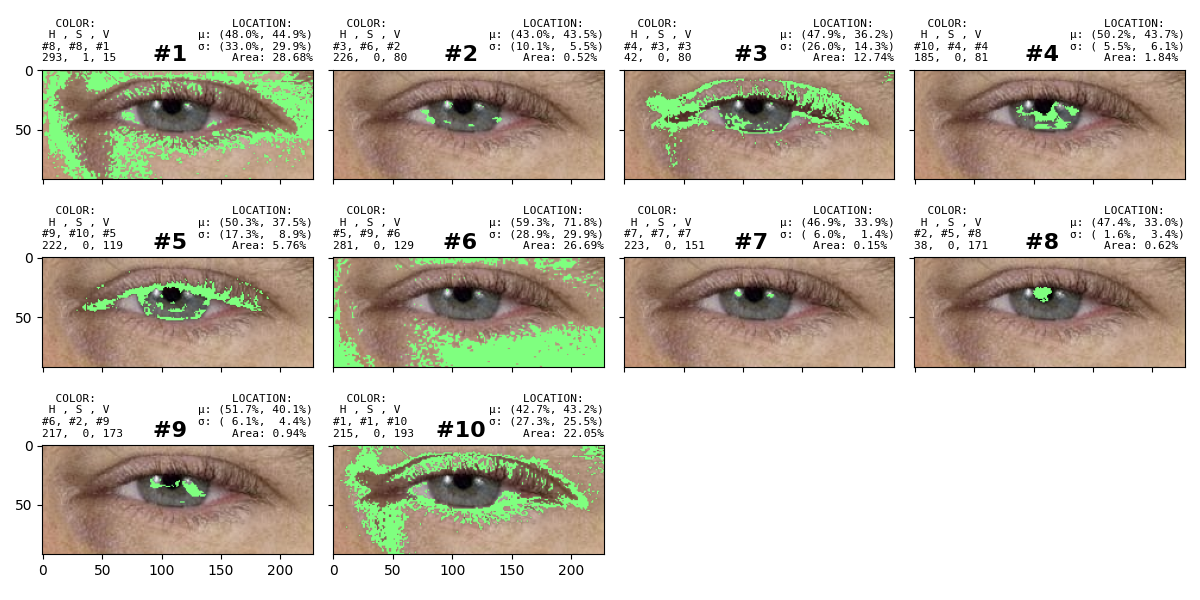 COLOR: LOCATION: COLOR: LOCATION: COLOR: LOCATION: COLOR: LOCATION:
H , S , V μ: (48.0%, 44.9%) H , S , V μ: (43.0%, 43.5%) H , S , V μ: (47.9%, 36.2%) H , S , V μ: (50.2%, 43.7%)
#8, #8, #1 σ: (33.0%, 29.9%) #3, #6, #2 σ: (10.1%, 5.5%) #4, #3, #3 σ: (26.0%, 14.3%) #10, #4, #4 σ: ( 5.5%, 6.1%)
293, 1, 15 #1 Area: 28.68% 226, 0, 80 #2 Area: 0.52% 42, 0, 80 #3 Area: 12.74% 185, 0, 81 #4 Area: 1.84%
0
50
COLOR: LOCATION: COLOR: LOCATION: COLOR: LOCATION: COLOR: LOCATION:
H , S , V μ: (50.3%, 37.5%) H , S , V μ: (59.3%, 71.8%) H , S , V μ: (46.9%, 33.9%) H , S , V μ: (47.4%, 33.0%)
#9, #10, #5 σ: (17.3%, 8.9%) #5, #9, #6 σ: (28.9%, 29.9%) #7, #7, #7 σ: ( 6.0%, 1.4%) #2, #5, #8 σ: ( 1.6%, 3.4%)
222, 0, 119 #5 Area: 5.76% 281, 0, 129 #6 Area: 26.69% 223, 0, 151 #7 Area: 0.15% 38, 0, 171 #8 Area: 0.62%
0
50
COLOR: LOCATION: COLOR: LOCATION:
H , S , V μ: (51.7%, 40.1%) H , S , V μ: (42.7%, 43.2%)
#6, #2, #9 σ: ( 6.1%, 4.4%) #1, #1, #10 σ: (27.3%, 25.5%)
217, 0, 173 #9 Area: 0.94% 215, 0, 193 #10 Area: 22.05%
0
50
0 50 100 150 200 0 50 100 150 200